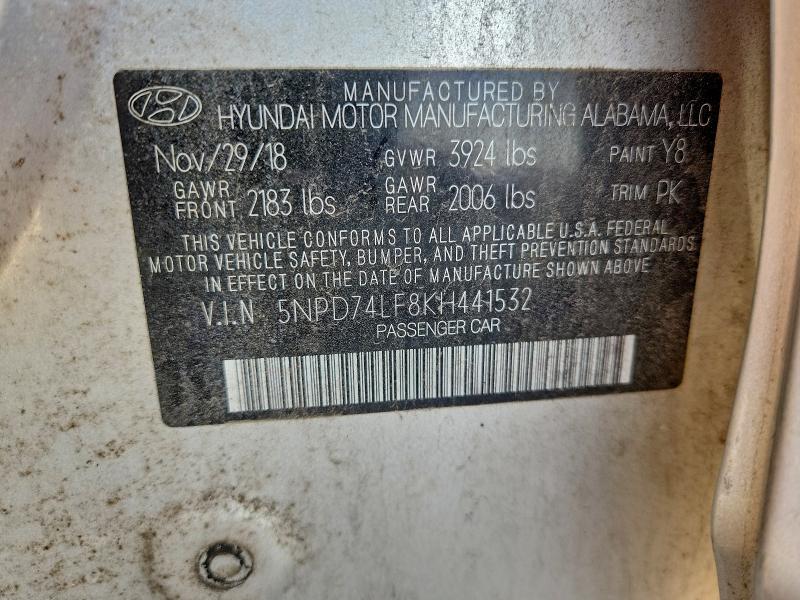 MANUFACTURED BY
HYUNDAI MOTOR MANUFACTURING ALABAMA, LLC
Nov/29/18 GVWR 3924 lbs PAINT Y8
GAWR FRONT 2183 lbs GAWR REAR 2006 lbs TRIM PK
THIS VEHICLE CONFORMS TO ALL APPLICABLE U.S.A. FEDERAL
MOTOR VEHICLE SAFETY, BUMPER, AND THEFT PREVENTION STANDARDS
IN EFFECT ON THE DATE OF MANUFACTURE SHOWN ABOVE
V.I.N 5NPD74LF8KH441532
PASSENGER CAR